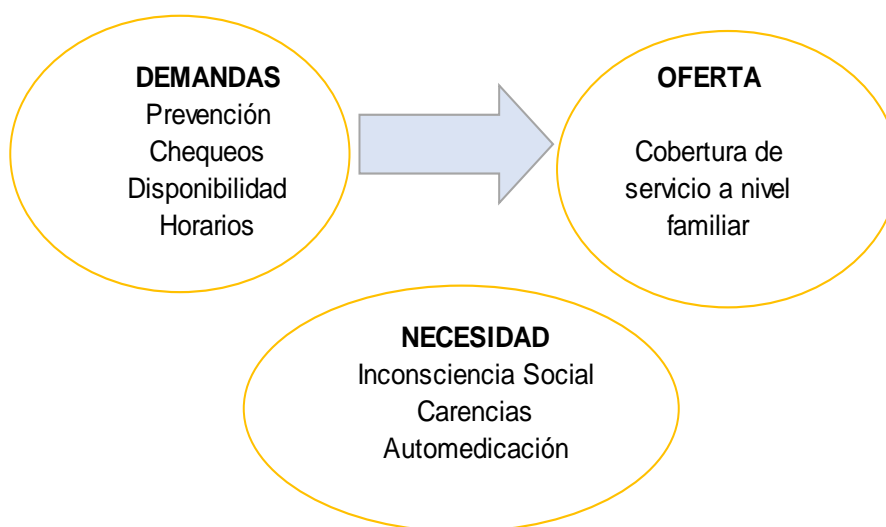 DEMANDAS
Prevención
Chequeos
Disponibilidad
Horarios
OFERTA
Cobertura de
servicio a nivel
familiar
NECESIDAD
Inconsciencia Social
Carencias
Automedicación